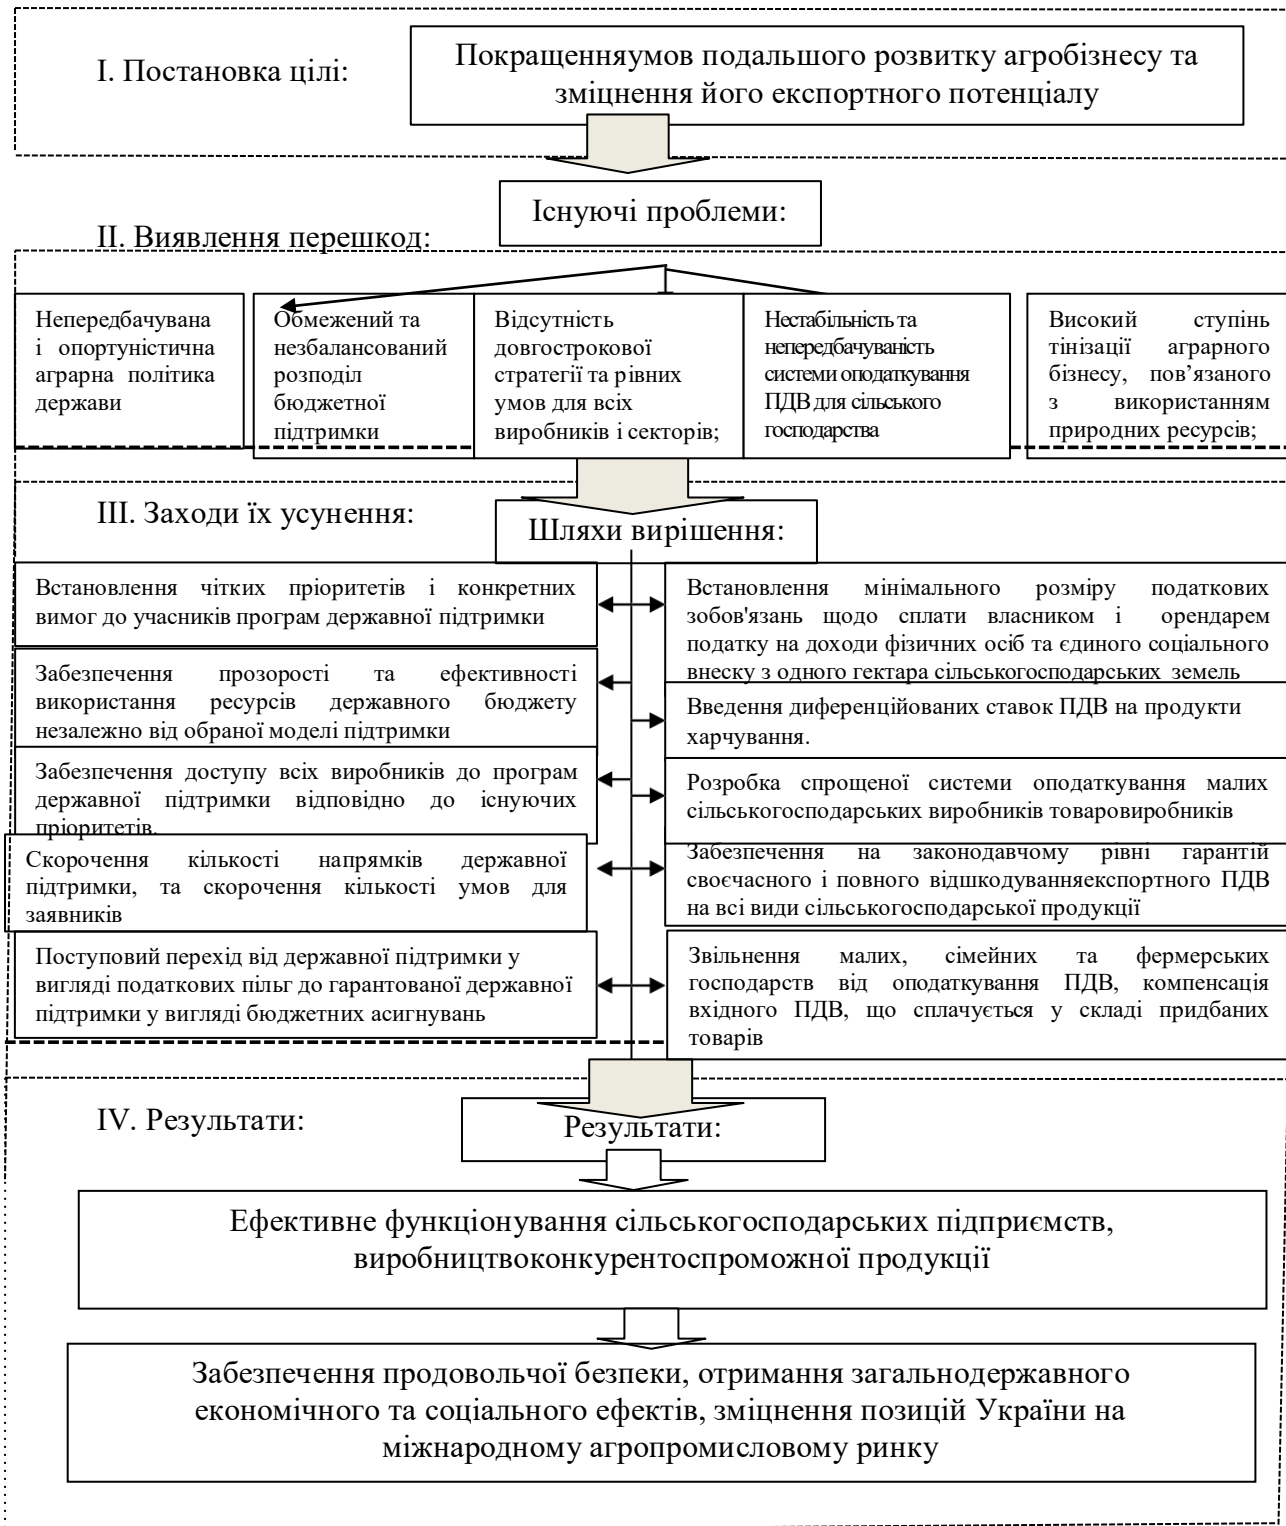 І. Постановка цілі:
Покращенняумов подальшого розвитку агробізнесу та
зміцнення його експортного потенціалу
Існуючі проблеми:
ІІ. Виявлення перешкод:
Непередбачувана
і опортуністична
аграрна політика
держави
Обмежений та
незбалансований
розподіл
бюджетної
підтримки
Відсутність
довгострокової
стратегії та рівних
умов для всіх
виробників і секторів;
Нестабільність та
непередбачуваність
системи оподаткування
ПДВ для сільського
господарства
Високий ступінь
тінізації аграрного
бізнесу, пов’язаного
з використанням
природних ресурсів;
ІІІ. Заходи їх усунення:
Шляхи вирішення:
Встановлення чітких пріоритетів і конкретних
вимог до учасників програм державної підтримки
Забезпечення прозорості та ефективності
використання ресурсів державного бюджету
незалежно від обраної моделі підтримки
Забезпечення доступу всіх виробників до програм
державної підтримки відповідно до існуючих
пріоритетів.
Скорочення кількості напрямків державної
підтримки, та скорочення кількості умов для
заявників
Поступовий перехід від державної підтримки у
вигляді податкових пільг до гарантованої державної
підтримки у вигляді бюджетних асигнувань
Встановлення мінімального розміру податкових
зобов'язань щодо сплати власником і орендарем
податку на доходи фізичних осіб та єдиного соціального
внеску з одного гектара сільськогосподарських земель
Введення диференційованих ставок ПДВ на продукти
харчування.
Розробка спрощеної системи оподаткування малих
сільськогосподарських виробників товаровиробників
Забезпечення на законодавчому рівні гарантій
своєчасного і повного відшкодуванняекспортного ПДВ
на всі види сільськогосподарської продукції
Звільнення малих, сімейних та фермерських
господарств від оподаткування ПДВ, компенсація
вхідного ПДВ, що сплачується у складі придбаних
товарів
IV. Результати:
Результати:
Ефективне функціонування сільськогосподарських підприємств,
виробництвоконкурентоспроможної продукції
Забезпечення продовольчої безпеки, отримання загальнодержавного
економічного та соціального ефектів, зміцнення позицій України на
міжнародному агропромисловому ринку